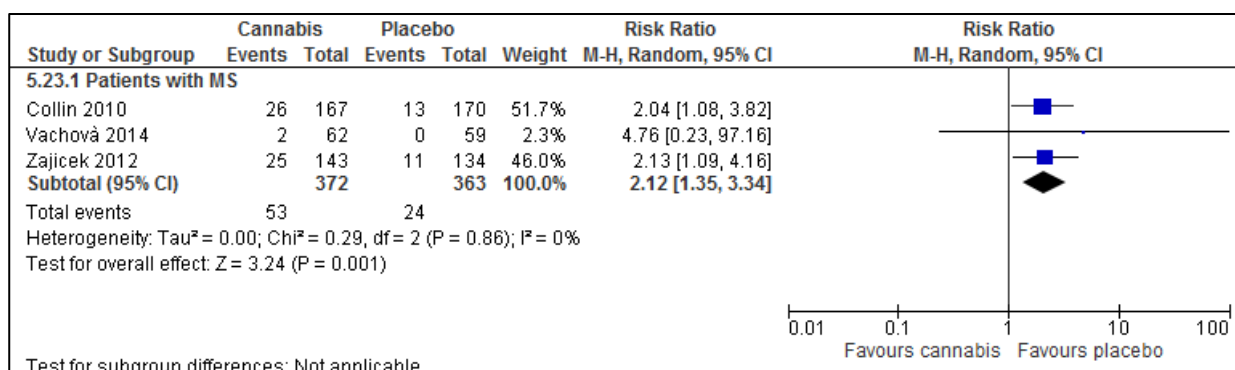 Cannabis Placebo Risk Ratio Risk Ratio
Study or Subgroup Events Total Events Total Weight M-H, Random, 95% CI M-H, Random, 95% CI
5.23.1 Patients with MS
Collin 2010 26 167 13 170 51.7% 2.04 [1.08, 3.82]
Vachovà 2014 2 62 0 59 2.3% 4.76 [0.23, 97.16]
Zajicek 2012 25 143 11 134 46.0% 2.13 [1.09, 4.16]
Subtotal (95% CI) 372 363 100.0% 2.12 [1.35, 3.34]
Total events 53 24
Heterogeneity: Tau² = 0.00; Chi² = 0.29, df = 2 (P = 0.86); I² = 0%
Test for overall effect: Z = 3.24 (P = 0.001)
0.01 0.1 1 10 100
Favours cannabis Favours placebo
Test for subgroup differences: Not applicable